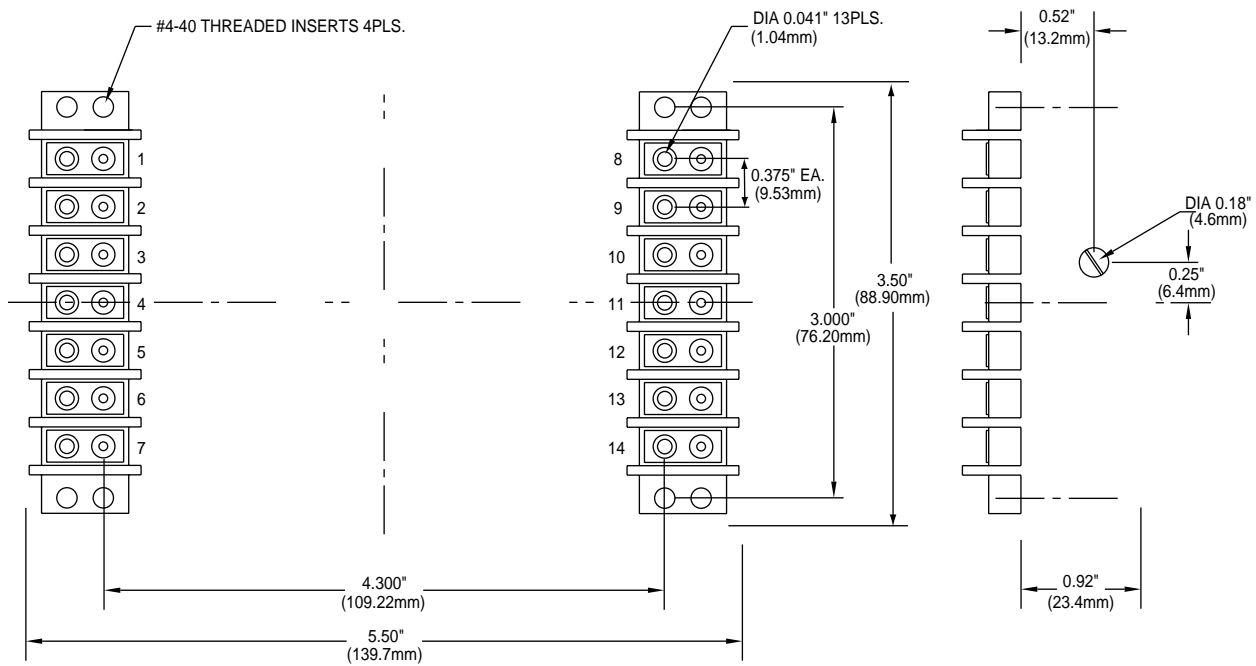 #4-40 THREADED INSERTS 4PLS.
DIA 0.041" 13PLS.
(1.04mm)
0.52"
(13.2mm)
1
2
3
4
5
6
7
8
9
10
11
12
13
14
0.375" EA.
(9.53mm)
3.50"
(88.90mm)
3.000"
(76.20mm)
DIA 0.18"
(4.6mm)
0.25"
(6.4mm)
4.300"
(109.22mm)
5.50"
(139.7mm)
0.92"
(23.4mm)